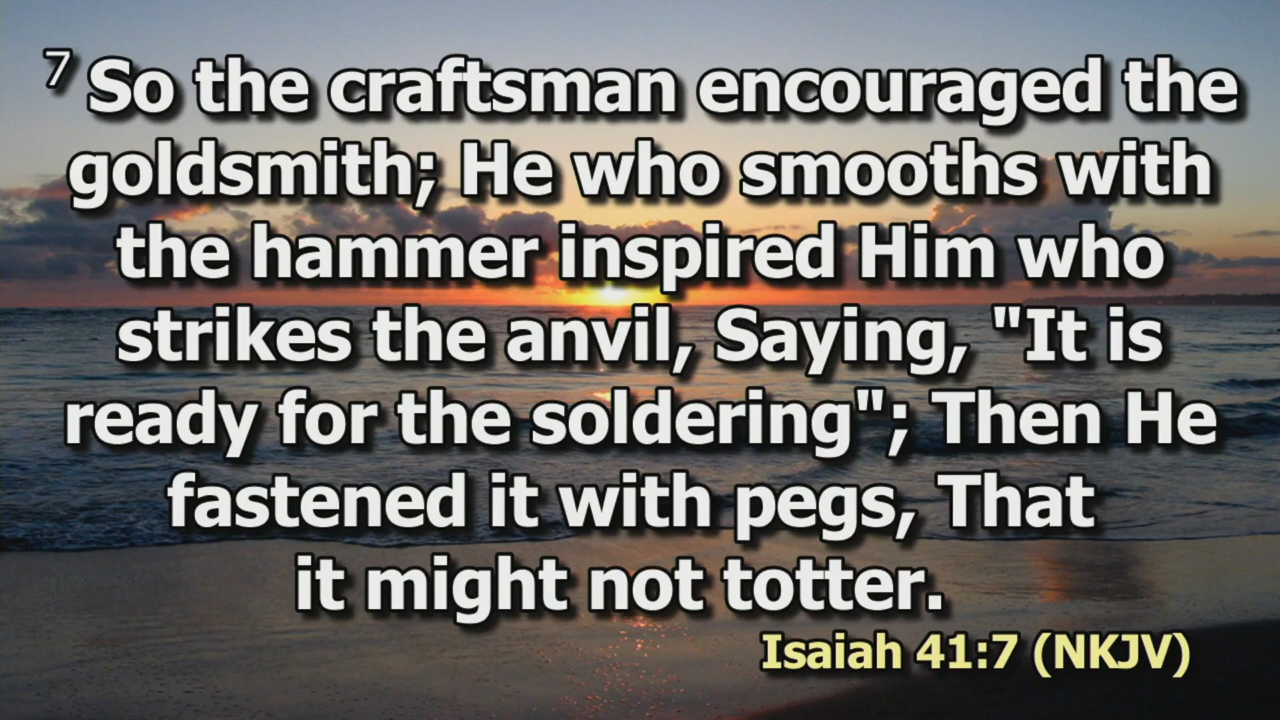 7 So the craftsman encouraged the
goldsmith; He who smooths with
the hammer inspired Him who
strikes the anvil, Saying, "It is
ready for the soldering"; Then He
fastened it with pegs, That
it might not totter.
Isaiah 41:7 (NKJV)